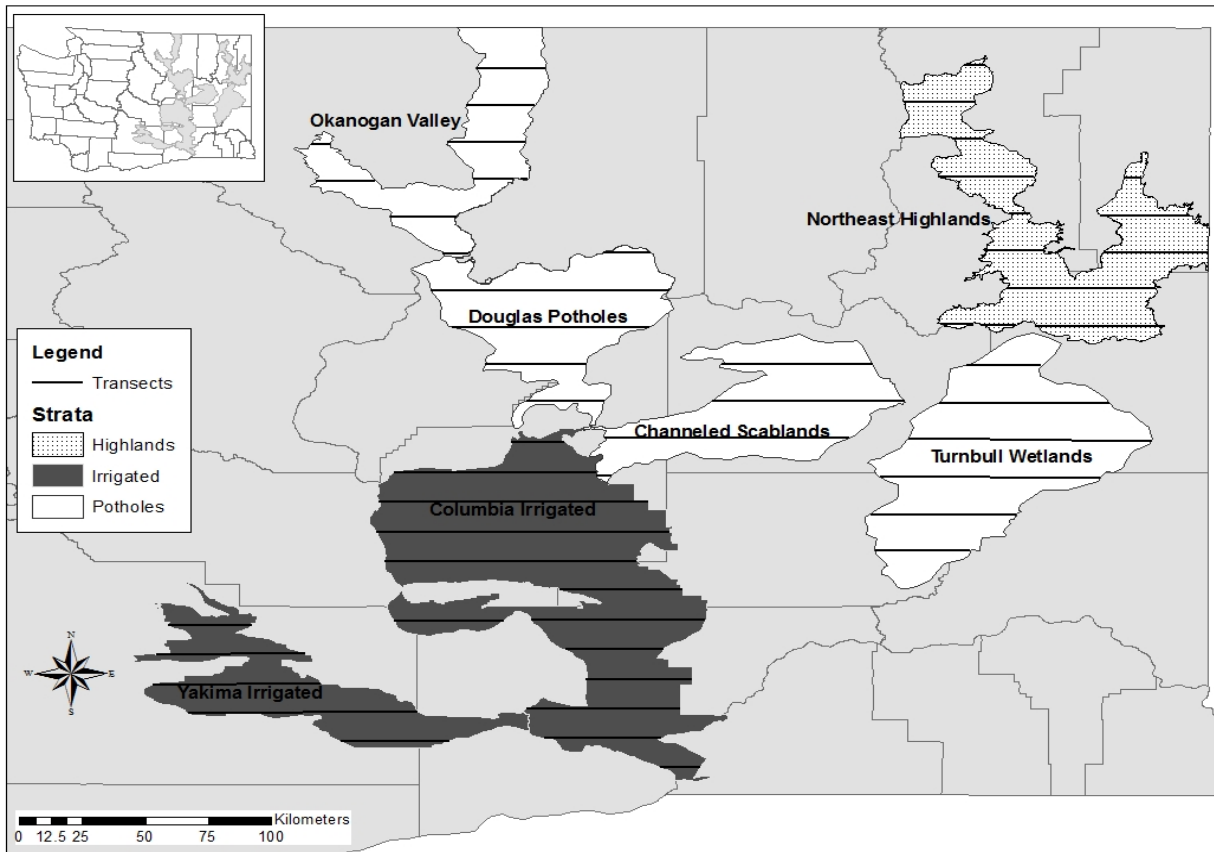 Okanogan Valley
Northeast Highlands
Douglas Potholes
Channeled Scablands
Turnbull Wetlands
Columbia Irrigated
Yakima Irrigated
Legend
Transects
Strata
Highlands
Irrigated
Potholes
N
W E
S
Kilometers
0 12.5 25 50 75 100